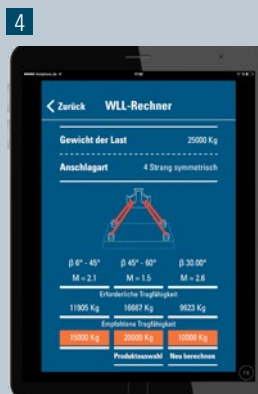 4
Zurück WLL-Rechner
Gewicht der Last 25000 Kg
Anschlagart 4 Strang symmetrisch
β 6° - 45° β 45° - 60° β 30.00°
M = 2.1 M = 1.5 M = 2.6
Erforderliche Tragfähigkeit
11905 Kg 16667 Kg 9623 Kg
Empfohlene Tragfähigkeit
15000 Kg 20000 Kg 10000 Kg
Produktauswahl Neu berechnen